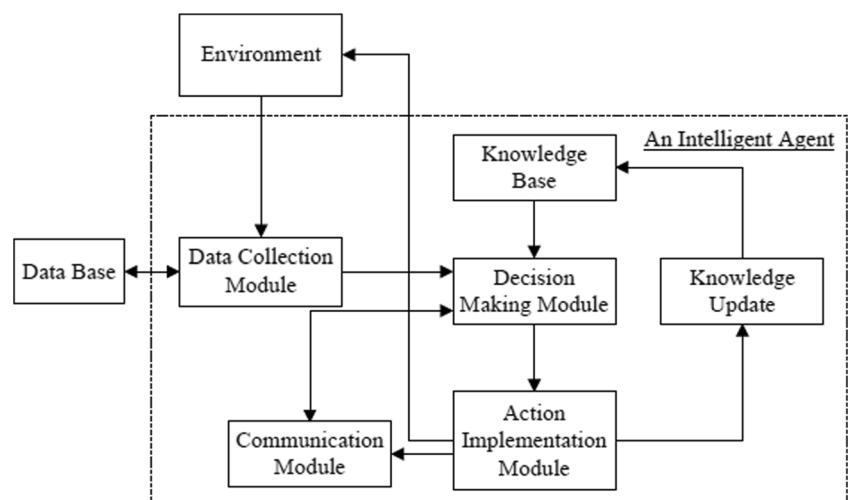 Environment
An Intelligent Agent
Knowledge
Base
Data Base
Data Collection
Module
Decision
Making Module
Knowledge
Update
Communication
Module
Action
Implementation
Module